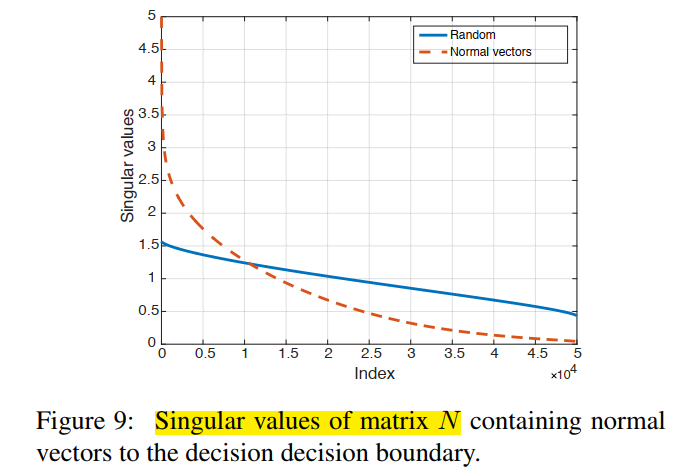 5
4.5
4
3.5
3
2.5
2
1.5
1
0.5
0
Singular values
Random
Normal vectors
0 0.5 1 1.5 2 2.5 3 3.5 4 4.5 5
Index
×10⁴
Figure 9: Singular values of matrix N containing normal
vectors to the decision decision boundary.